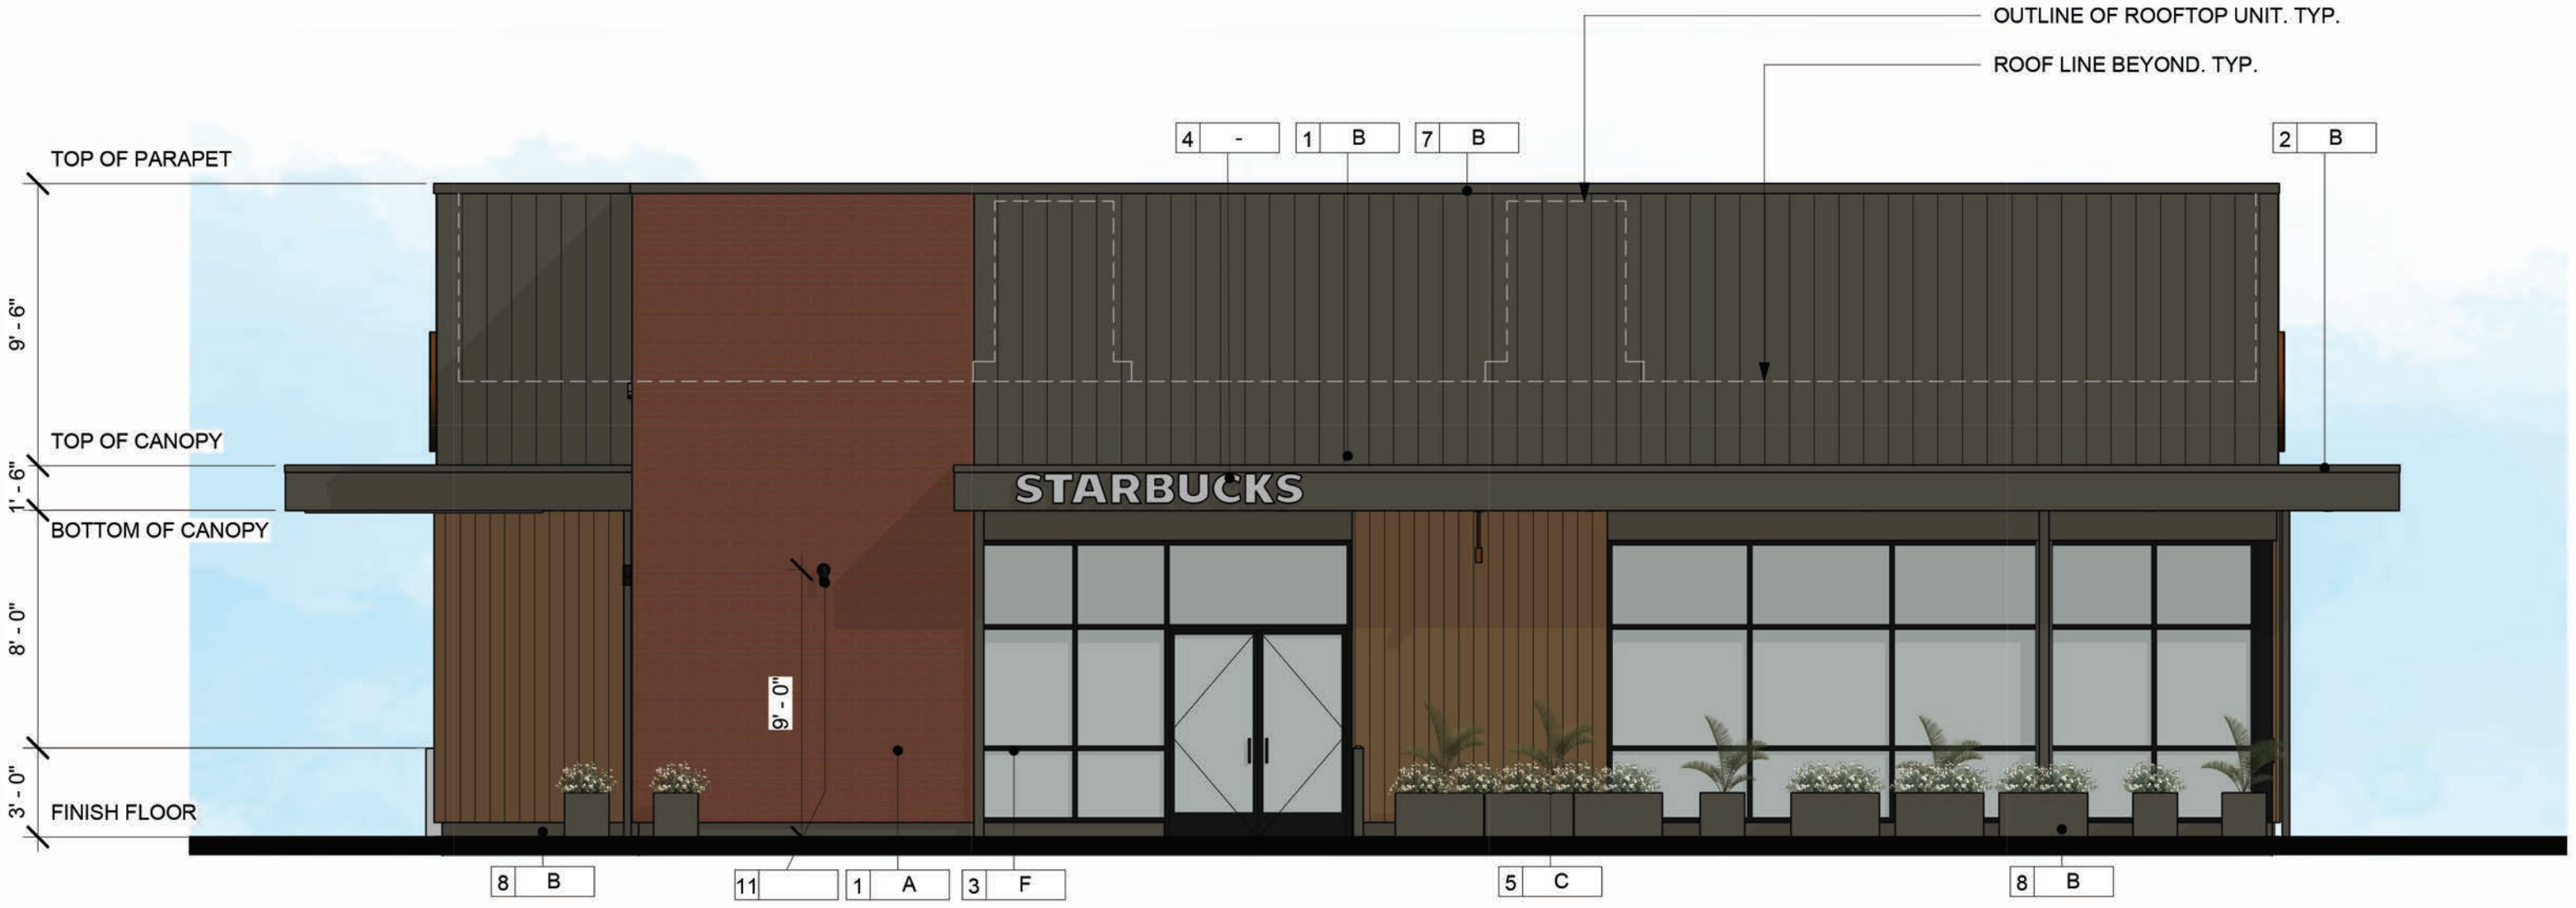 OUTLINE OF ROOFTOP UNIT. TYP.
ROOF LINE BEYOND. TYP.
4 -
1 B
7 B
2 B
TOP OF PARAPET
9' - 6"
TOP OF CANOPY
1' - 6"
STARBUCKS
BOTTOM OF CANOPY
8' - 0"
9' - 0"
3' - 0"
FINISH FLOOR
8 B
11
1 A
3 F
5 C
8 B